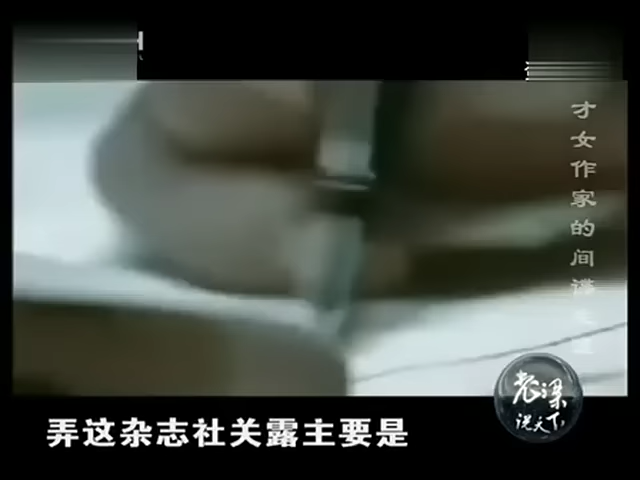 才女作家的间谍
老梁
说天下
弄这杂志社关露主要是